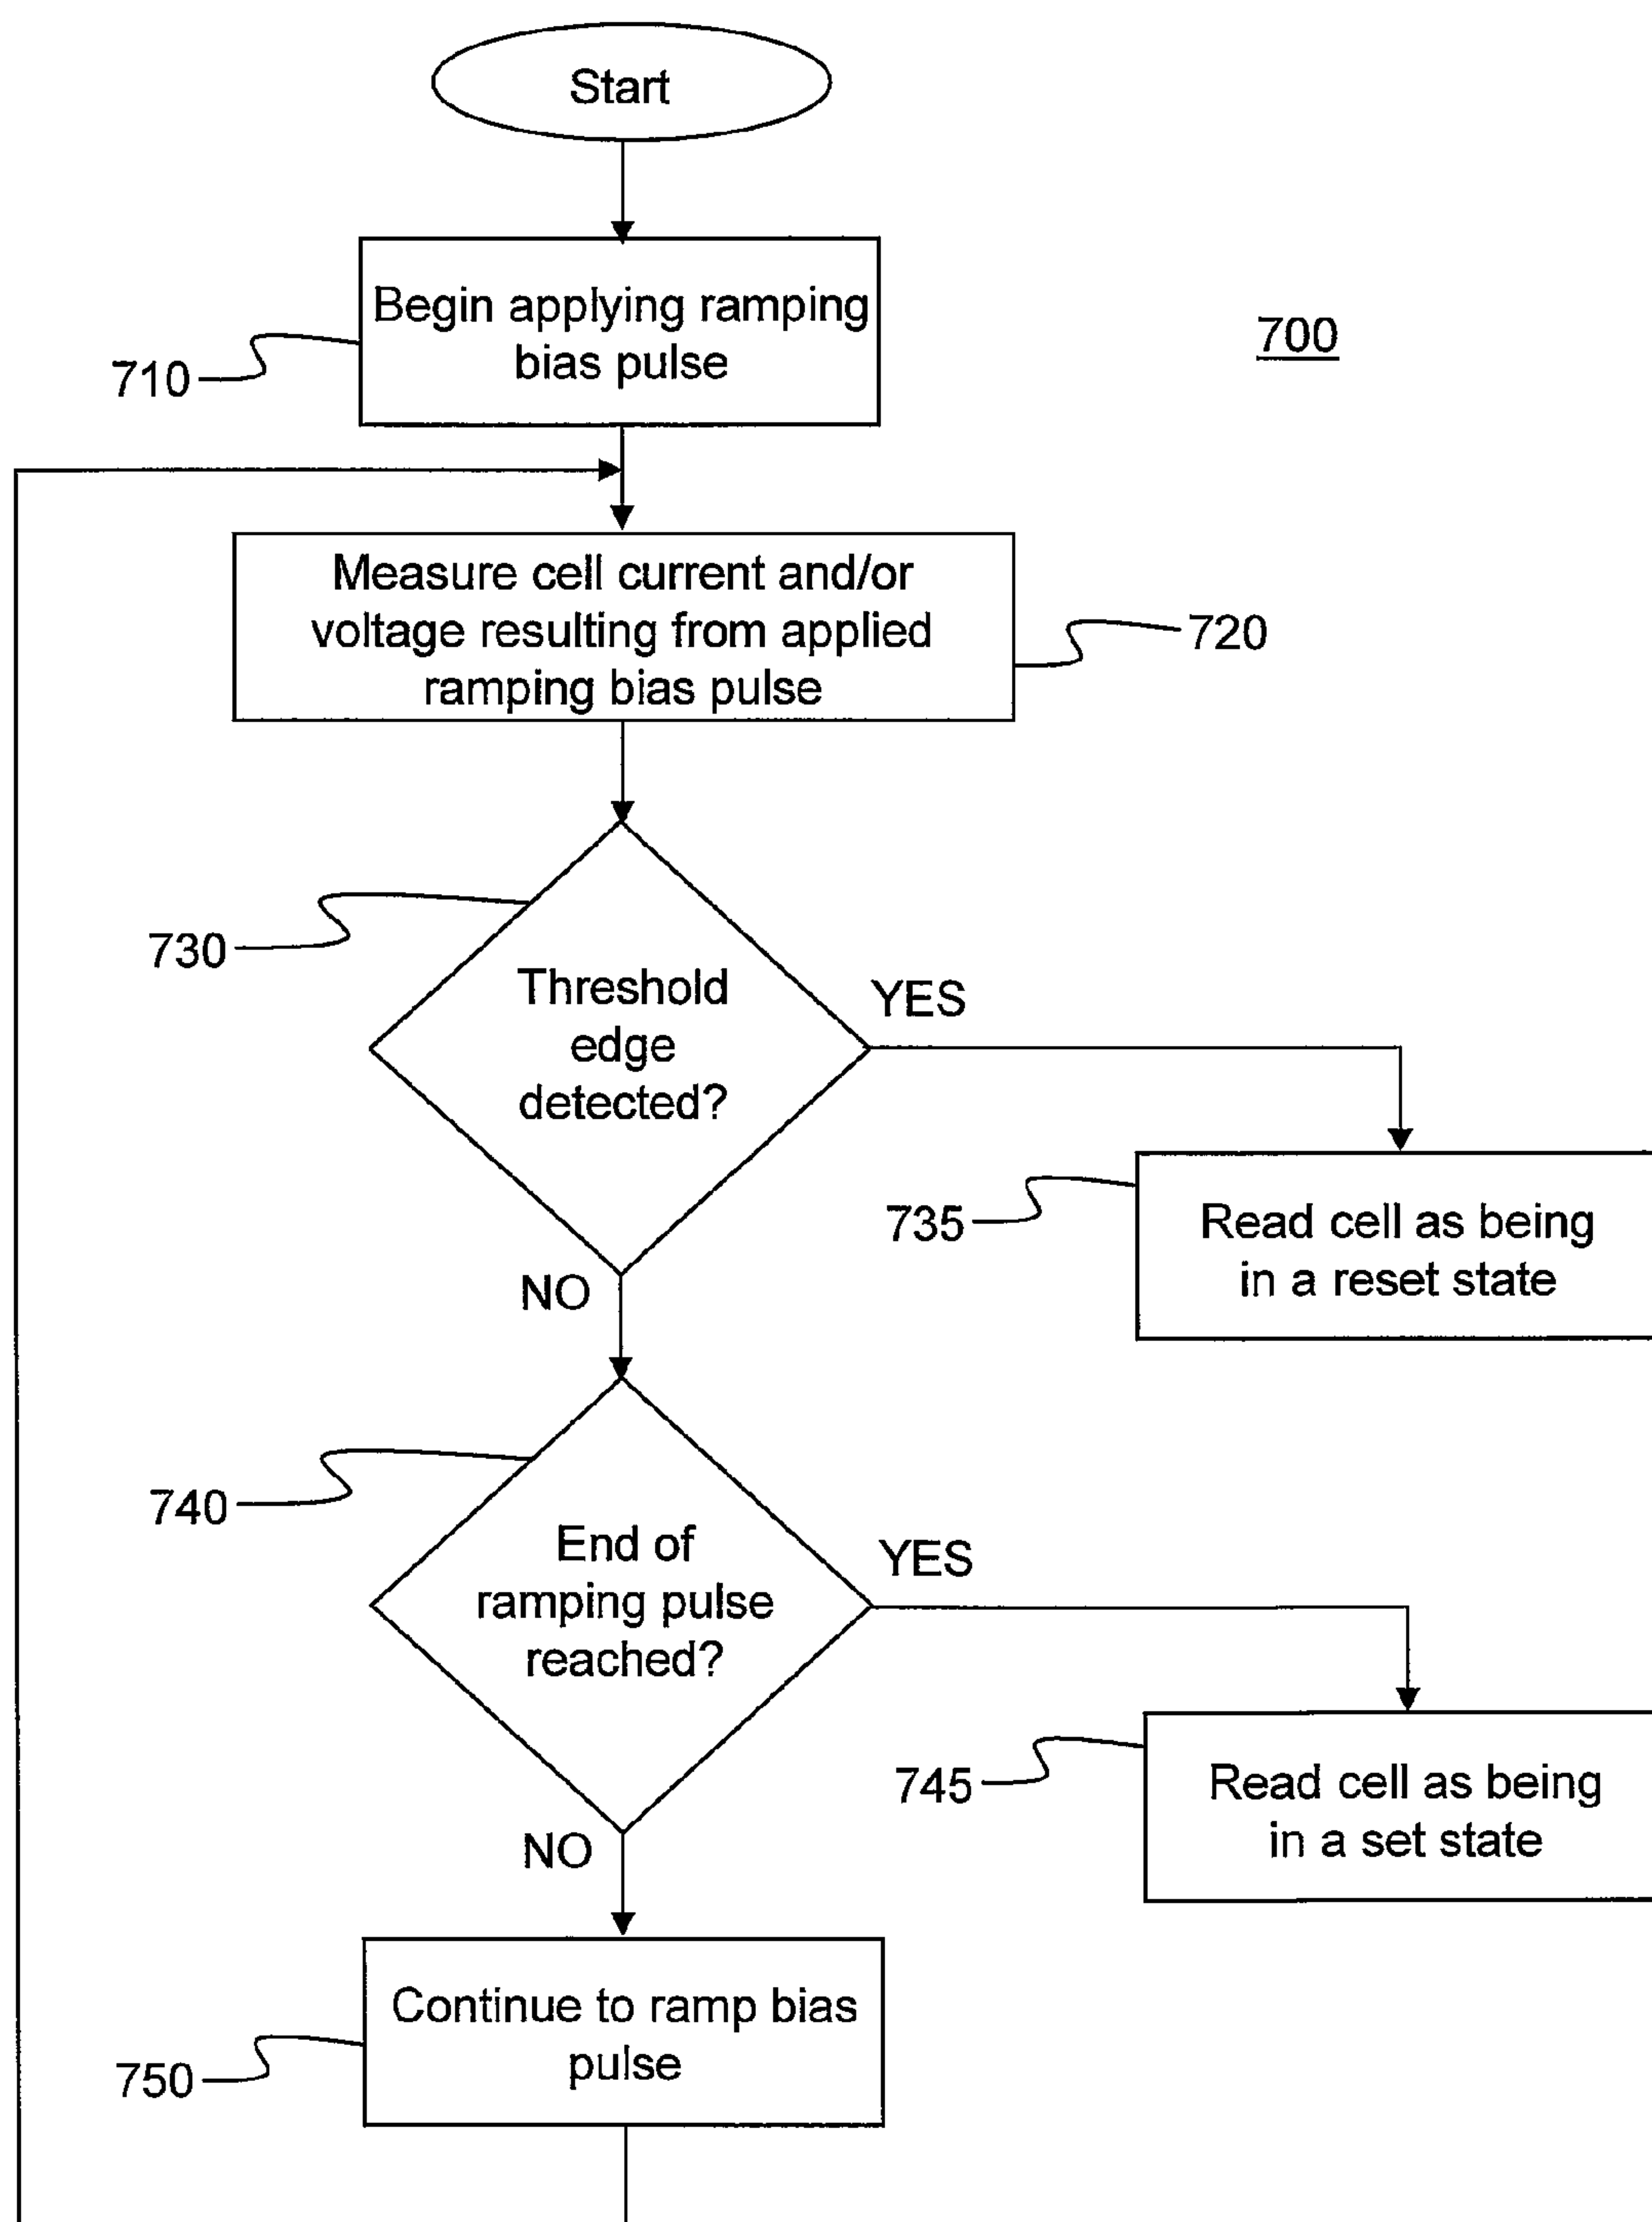 Start
Begin applying ramping
bias pulse
700
710
Measure cell current and/or
voltage resulting from applied
ramping bias pulse
720
730
Threshold
edge
detected?
YES
NO
735
Read cell as being
in a reset state
740
End of
ramping pulse
reached?
YES
NO
745
Read cell as being
in a set state
Continue to ramp bias
pulse
750